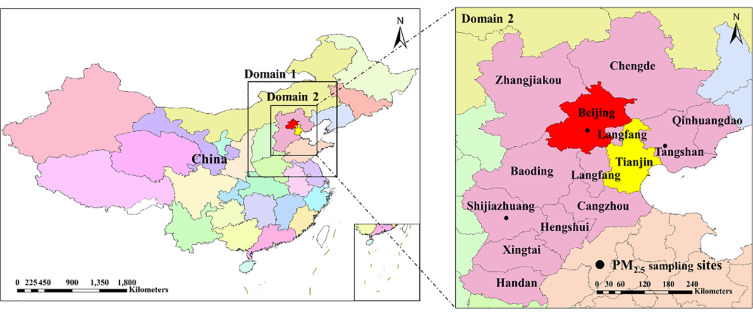 N
Domain 1
Domain 2
China
0 225 450 900 1,350 1,800
Kilometers
Domain 2
N
Chengde
Zhangjiakou
Beijing
Qinhuangdao
Langfang
Tangshan
Tianjin
Baoding
Langfang
Shijiazhuang
Cangzhou
Hengshui
Xingtai
PM2.5 sampling sites
Handan
0 30 60 120 180 240
Kilometers